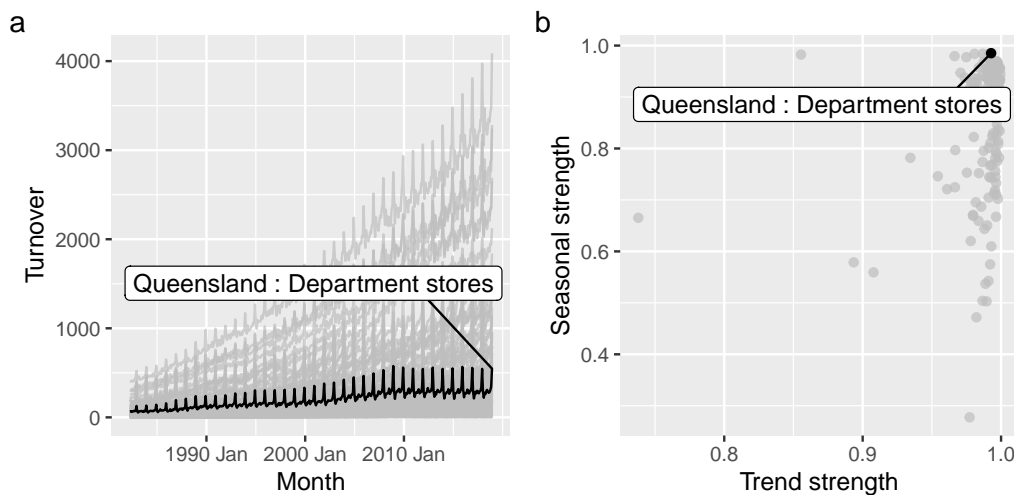 a
4000
3000
2000
1000
0
Turnover
Queensland : Department stores
1990 Jan
2000 Jan
2010 Jan
Month
b
1.0
0.8
0.6
0.4
Seasonal strength
Queensland : Department stores
0.8
0.9
1.0
Trend strength